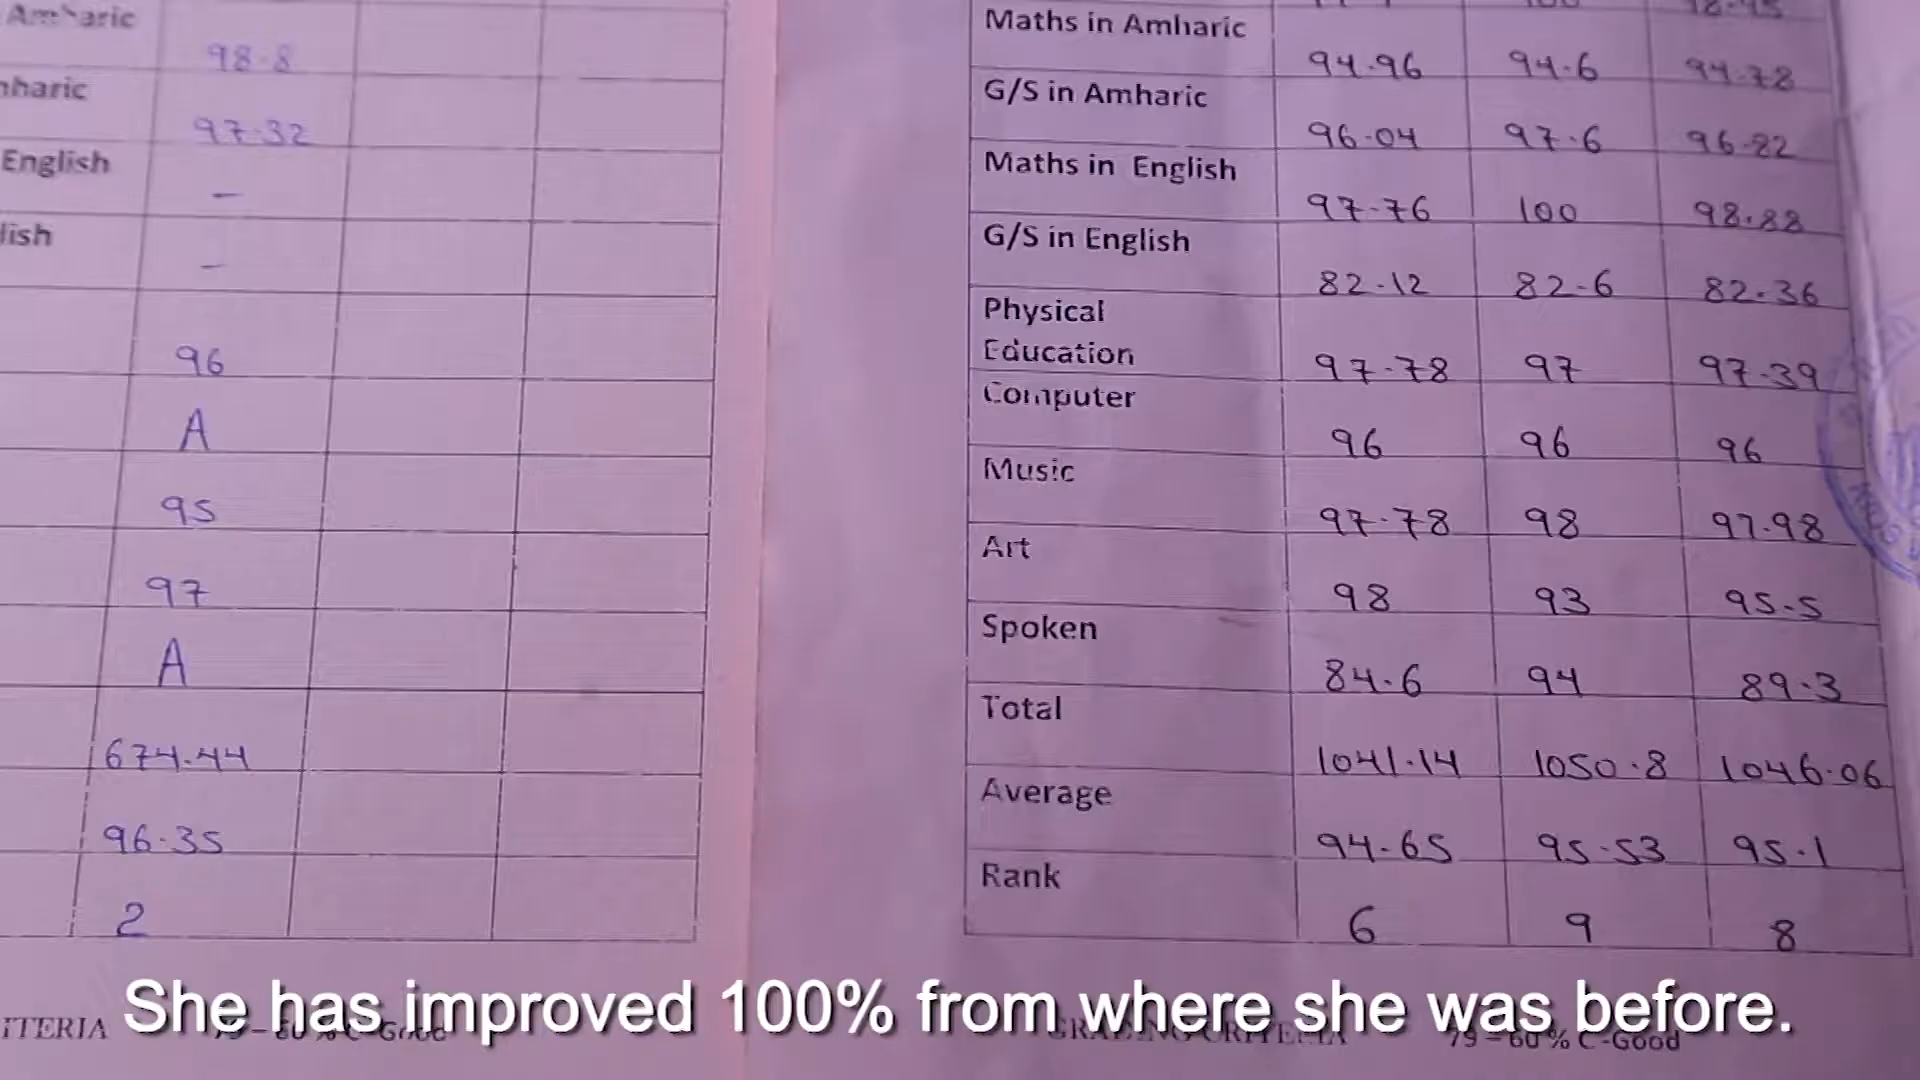 Amharic
98.8
mharic
97.32
English
-
lish
-
96
A
95
97
A
674.44
96.35
2
Maths in Amharic 94.96 94.6 94.78
G/S in Amharic 96.04 97.6 96.82
Maths in English 97.76 100 98.88
G/S in English 82.12 82.6 82.36
Physical
Education 97.78 97 97.39
Computer 96 96 96
Music 97.78 98 97.98
Art 98 93 95.5
Spoken 84.6 94 89.3
Total 1041.14 1050.8 1046.06
Average 94.65 95.53 95.1
Rank 6 9 8
She has improved 100% from where she was before.
ITERIA 79 – 60 % C-Good
GRADING CRITERIA 79 – 60 % C-Good